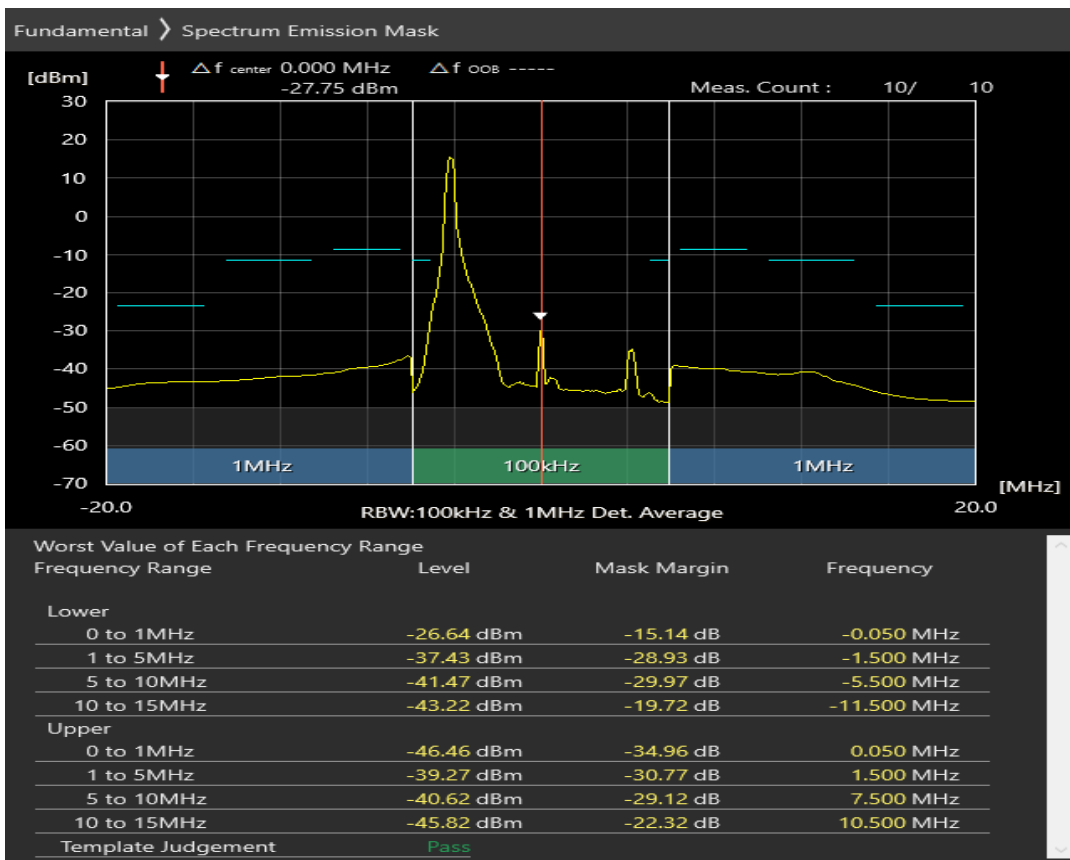 Fundamental 〉 Spectrum Emission Mask
[dBm] △f center 0.000 MHz △f OOB -----
-27.75 dBm Meas. Count : 10/ 10
30
20
10
0
-10
-20
-30
-40
-50
-60
-70
1MHz 100kHz 1MHz
[MHz]
-20.0 RBW:100kHz & 1MHz Det. Average 20.0
Worst Value of Each Frequency Range
Frequency Range Level Mask Margin Frequency
Lower
0 to 1MHz -26.64 dBm -15.14 dB -0.050 MHz
1 to 5MHz -37.43 dBm -28.93 dB -1.500 MHz
5 to 10MHz -41.47 dBm -29.97 dB -5.500 MHz
10 to 15MHz -43.22 dBm -19.72 dB -11.500 MHz
Upper
0 to 1MHz -46.46 dBm -34.96 dB 0.050 MHz
1 to 5MHz -39.27 dBm -30.77 dB 1.500 MHz
5 to 10MHz -40.62 dBm -29.12 dB 7.500 MHz
10 to 15MHz -45.82 dBm -22.32 dB 10.500 MHz
Template Judgement Pass